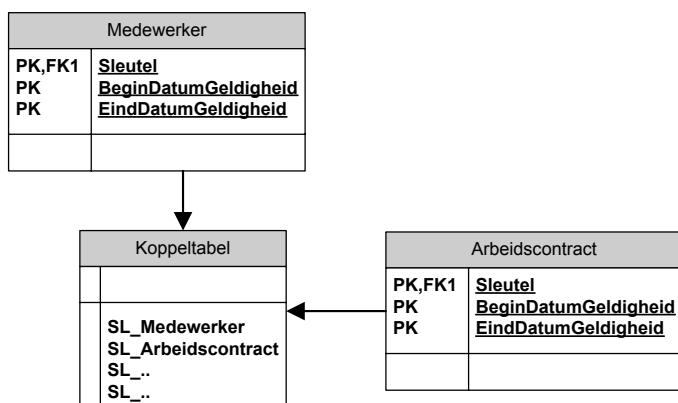 Medewerker
PK,FK1 Sleutel
PK BeginDatumGeldigheid
PK EindDatumGeldigheid
Koppeltabel
SL_Medewerker
SL_Arbeidscontract
SL_..
SL_..
Arbeidscontract
PK,FK1 Sleutel
PK BeginDatumGeldigheid
PK EindDatumGeldigheid